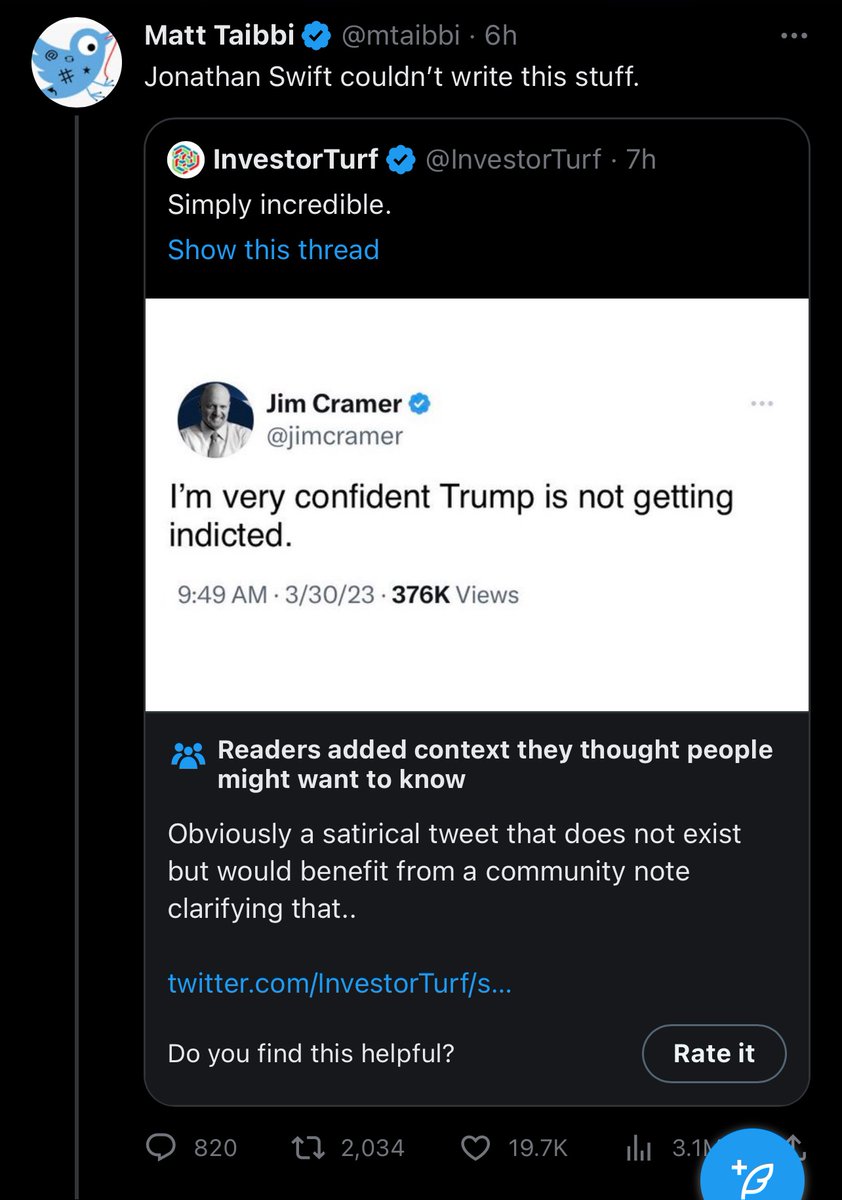 Matt Taibbi @mtaibbi · 6h
Jonathan Swift couldn’t write this stuff.
InvestorTurf @InvestorTurf · 7h
Simply incredible.
Show this thread
Jim Cramer
@jimcramer
I’m very confident Trump is not getting
indicted.
9:49 AM · 3/30/23 · 376K Views
Readers added context they thought people
might want to know
Obviously a satirical tweet that does not exist
but would benefit from a community note
clarifying that..
twitter.com/InvestorTurf/s...
Do you find this helpful?
Rate it
820 2,034 19.7K